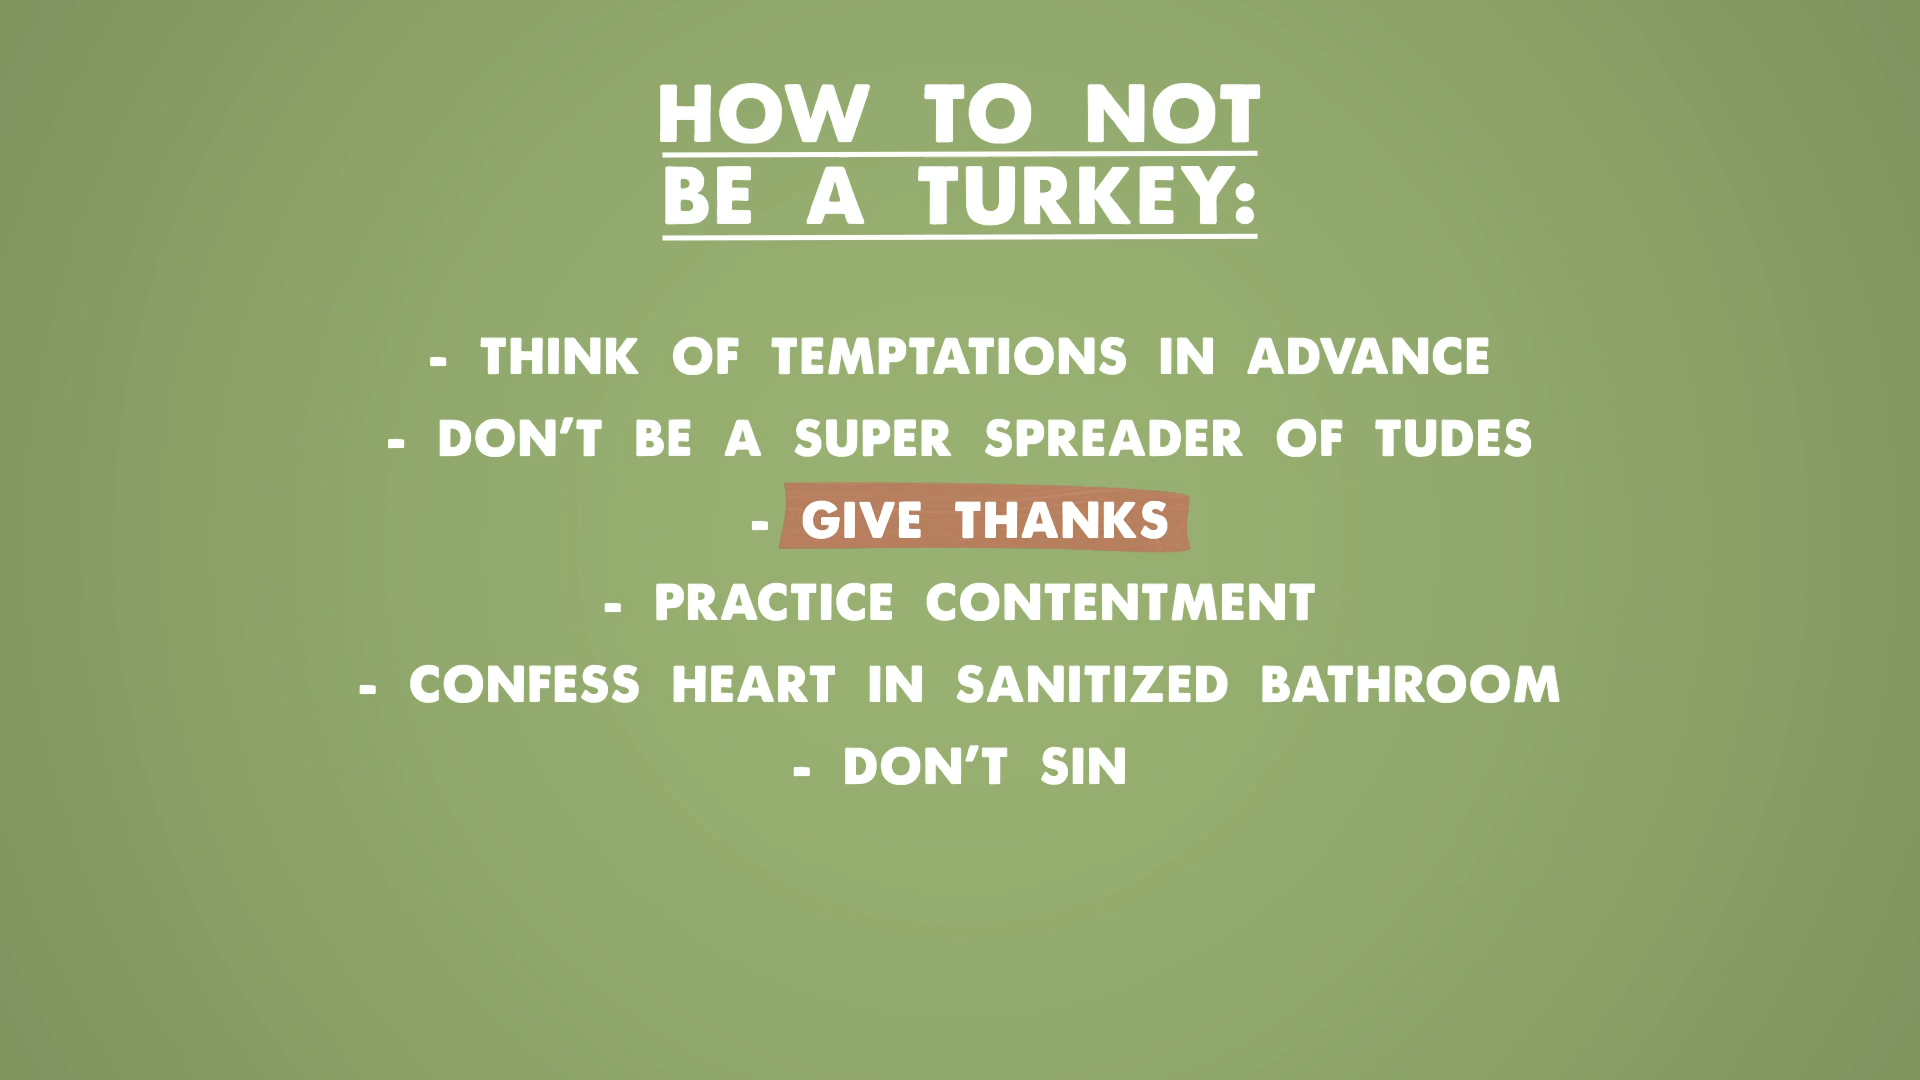 HOW TO NOT
BE A TURKEY:
- THINK OF TEMPTATIONS IN ADVANCE
- DON'T BE A SUPER SPREADER OF TUDES
- GIVE THANKS
- PRACTICE CONTENTMENT
- CONFESS HEART IN SANITIZED BATHROOM
- DON'T SIN